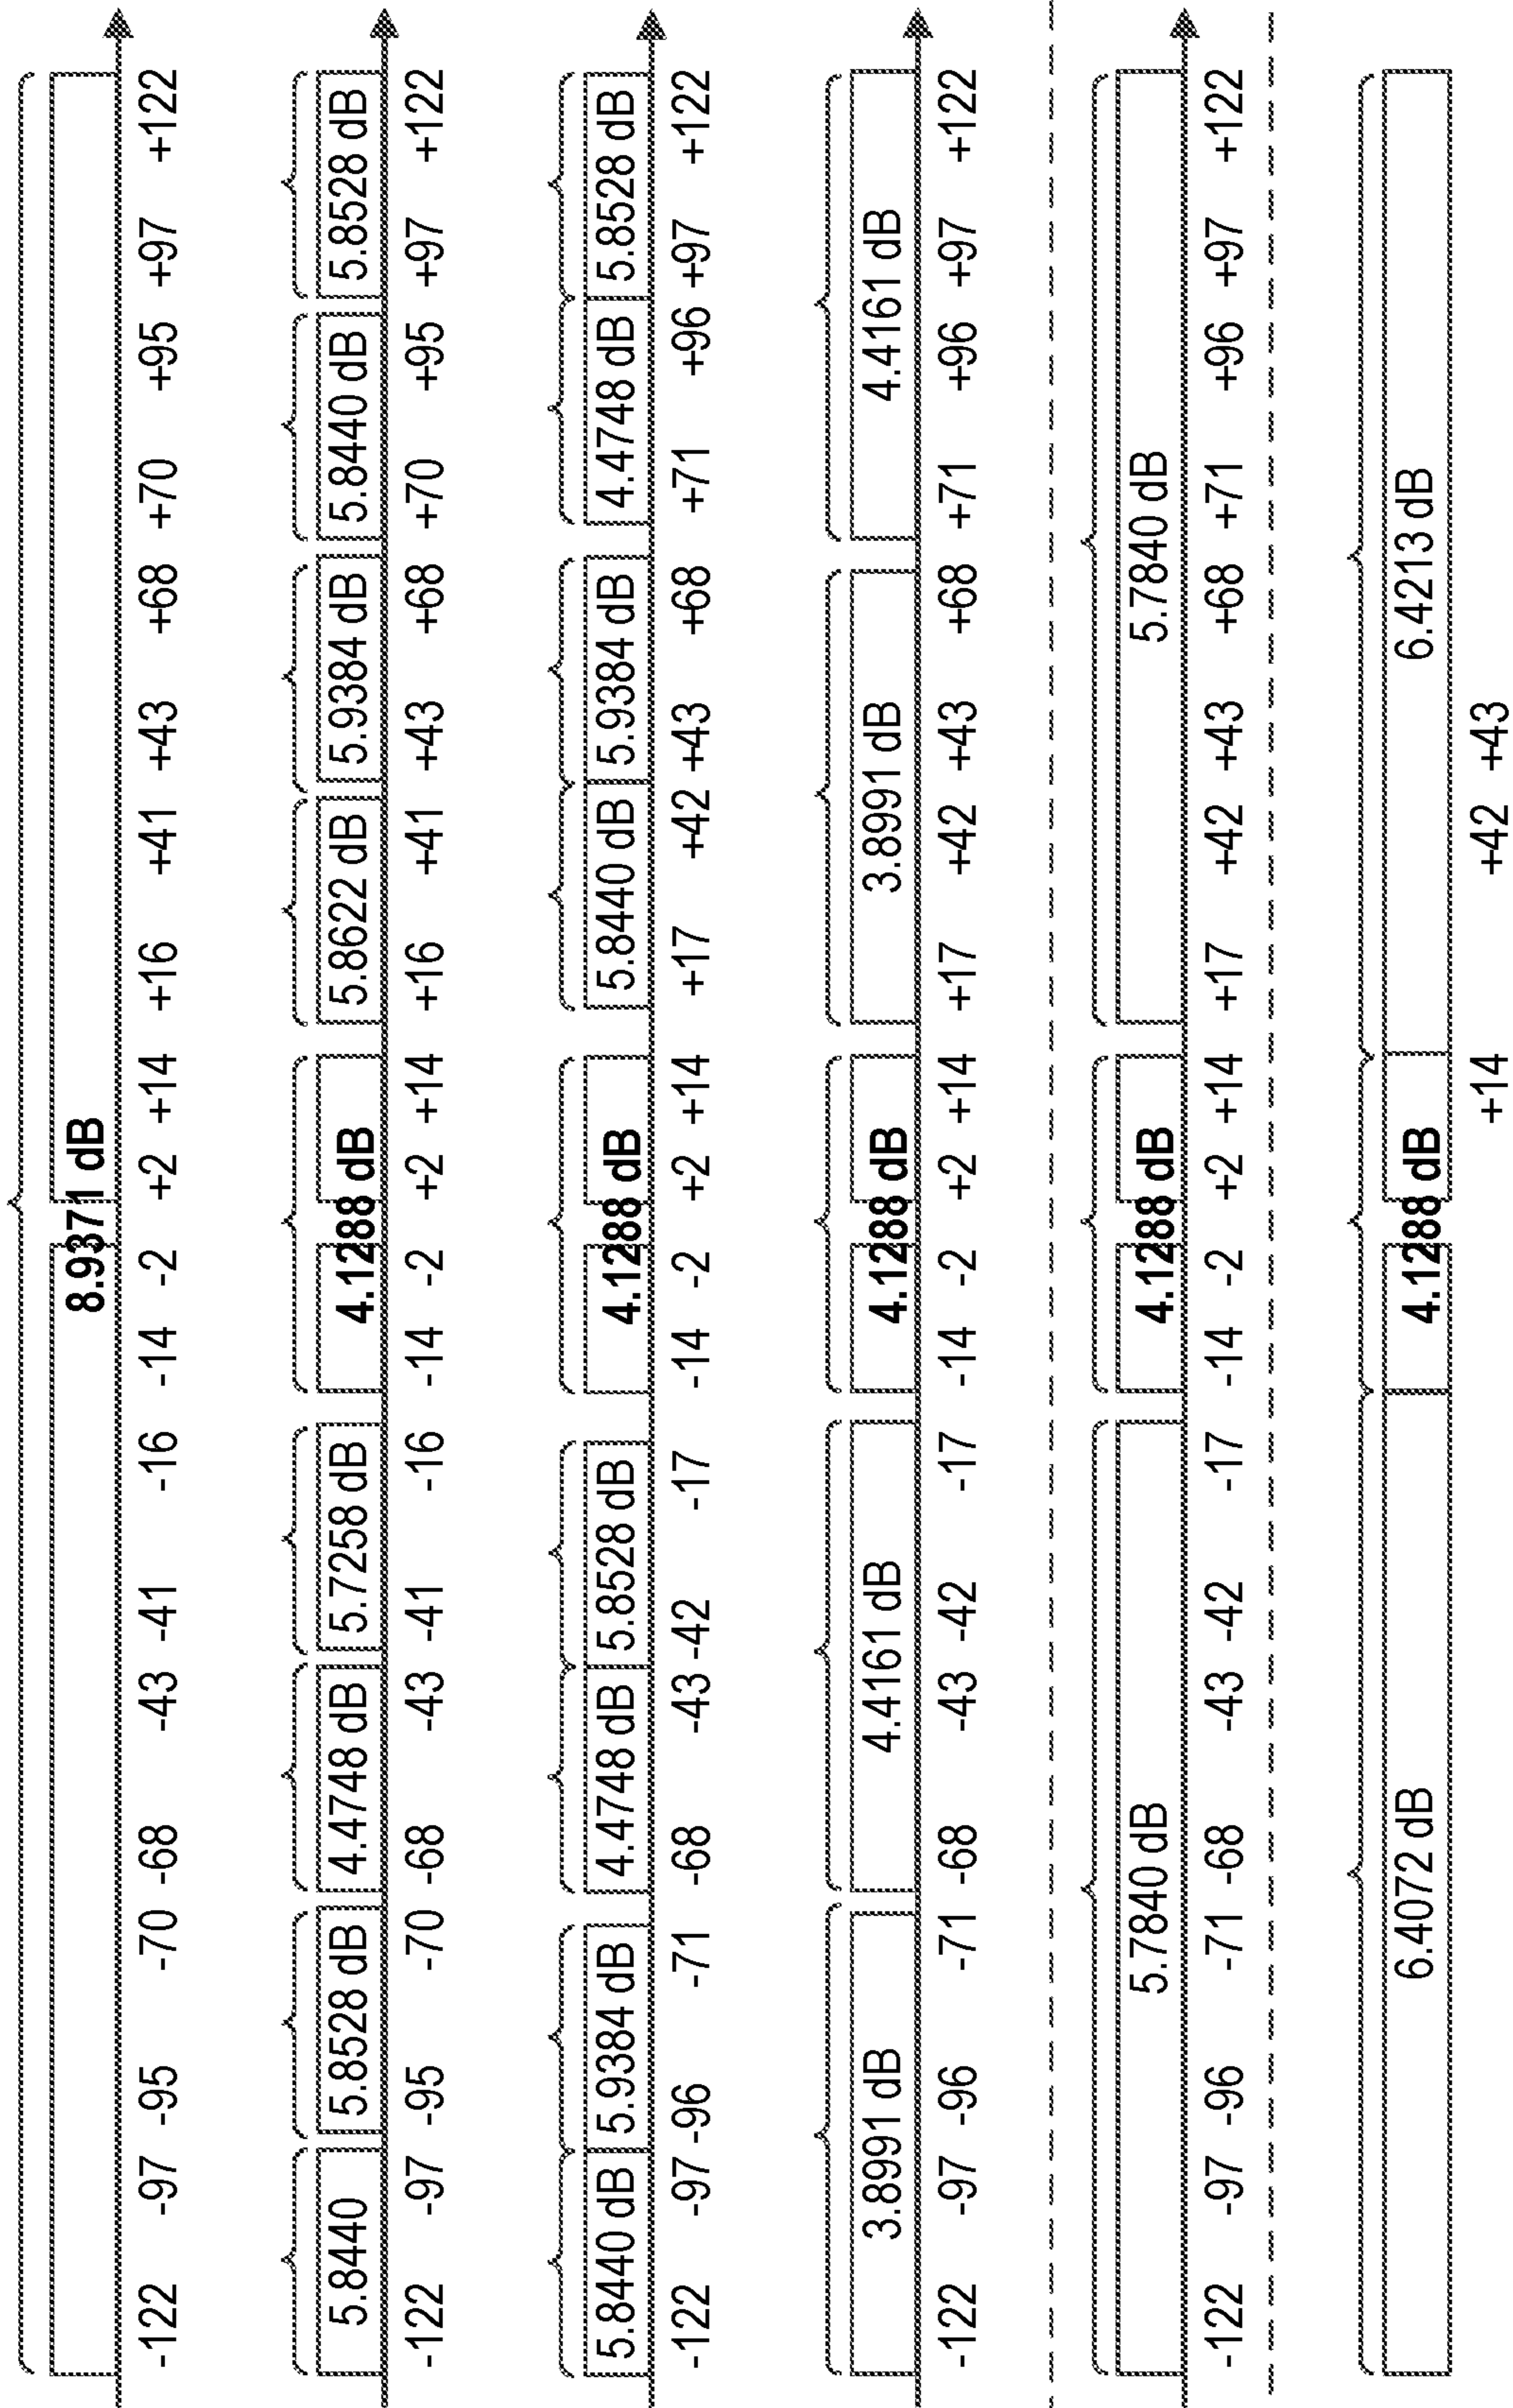 8.9371 dB
-122 -97 -95 -70 -68 -43 -41 -16 -14 -2 +2 +14 +16 +41 +43 +68 +70 +95 +97 +122
5.8440 5.8528 dB 4.4748 dB 5.7258 dB 4.1288 dB 5.8622 dB 5.9384 dB 5.8440 dB 5.8528 dB
-122 -97 -95 -70 -68 -43 -41 -16 -14 -2 +2 +14 +16 +41 +43 +68 +70 +95 +97 +122
5.8440 dB 5.9384 dB 4.4748 dB 5.8528 dB 4.1288 dB 5.8440 dB 5.9384 dB 4.4748 dB 5.8528 dB
-122 -97 -96 -71 -68 -43 -42 -17 -14 -2 +2 +14 +17 +42 +43 +68 +71 +96 +97 +122
3.8991 dB 4.4161 dB 4.1288 dB 3.8991 dB 4.4161 dB
-122 -97 -96 -71 -68 -43 -42 -17 -14 -2 +2 +14 +17 +42 +43 +68 +71 +96 +97 +122
5.7840 dB 4.1288 dB 5.7840 dB
-122 -97 -96 -71 -68 -43 -42 -17 -14 -2 +2 +14 +17 +42 +43 +68 +71 +96 +97 +122
6.4072 dB 4.1288 dB 6.4213 dB
+14 +42 +43